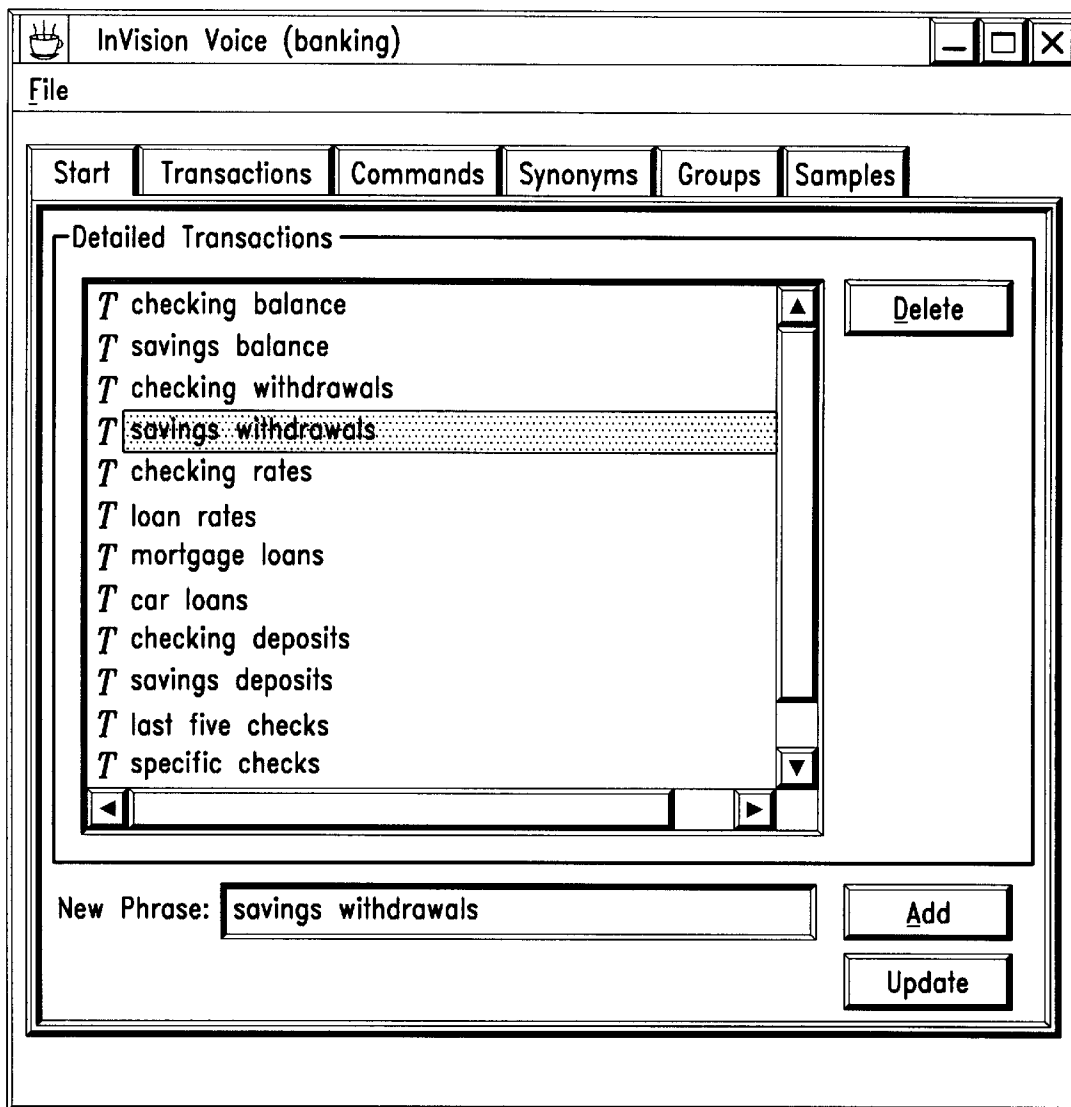 InVision Voice (banking)
File
Start Transactions Commands Synonyms Groups Samples
Detailed Transactions
T checking balance
Delete
T savings balance
T checking withdrawals
T savings withdrawals
T checking rates
T loan rates
T mortgage loans
T car loans
T checking deposits
T savings deposits
T last five checks
T specific checks
New Phrase: savings withdrawals
Add
Update